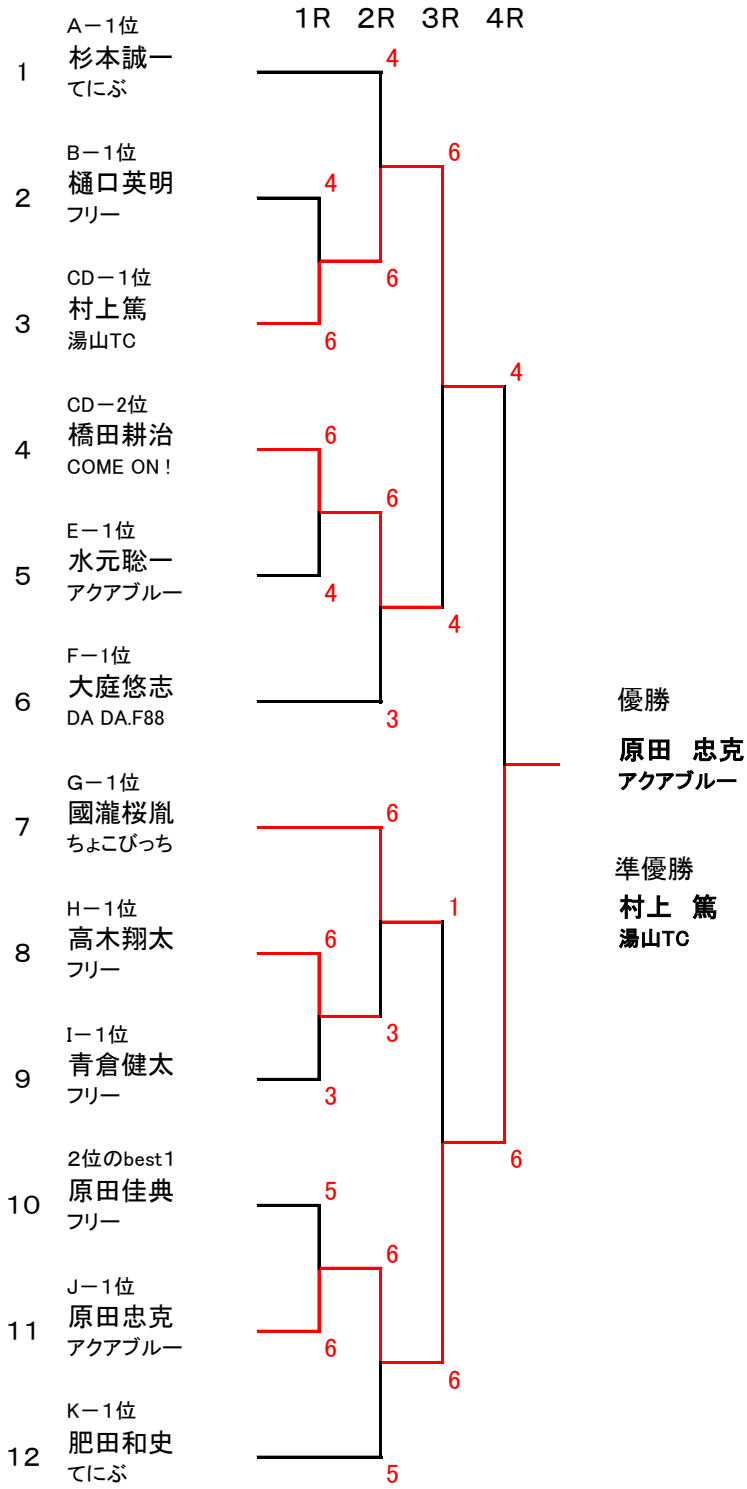 1R 2R 3R 4R
A－1位
1 杉本誠一 4
てにぶ
B－1位 6
2 樋口英明 4
フリー
CD－1位 6
3 村上篤
湯山TC 6
4
CD－2位
4 橋田耕治 6
COME ON！ 6
E－1位
5 水元聡一
アクアブルー 4
4
F－1位
6 大庭悠志
DA DA.F88 3
優勝
原田　忠克
アクアブルー
G－1位
7 國瀧桜胤 6
ちょこびっち
準優勝
村上　篤
湯山TC
H－1位 1
8 高木翔太 6
フリー
I－1位 3
9 青倉健太
フリー 3
2位のbest1 6
10 原田佳典 5
フリー 6
J－1位
11 原田忠克
アクアブルー 6
6
K－1位
12 肥田和史
てにぶ 5